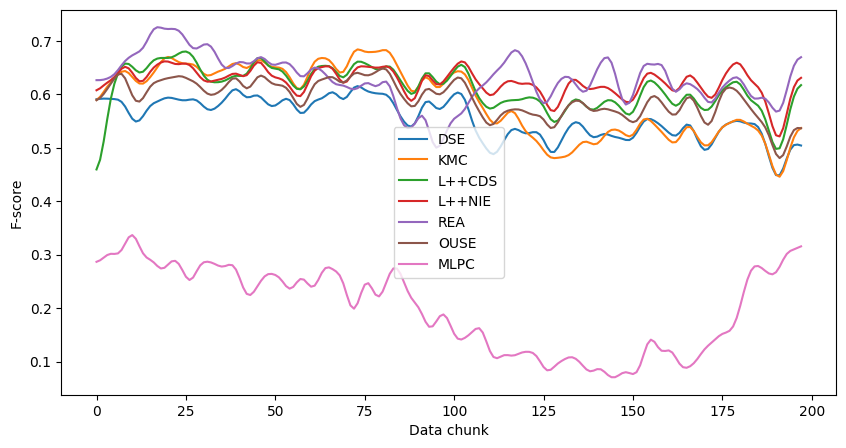 0.7
0.6
0.5
0.4
0.3
0.2
0.1
F-score
DSE
KMC
L++CDS
L++NIE
REA
OUSE
MLPC
0 25 50 75 100 125 150 175 200
Data chunk